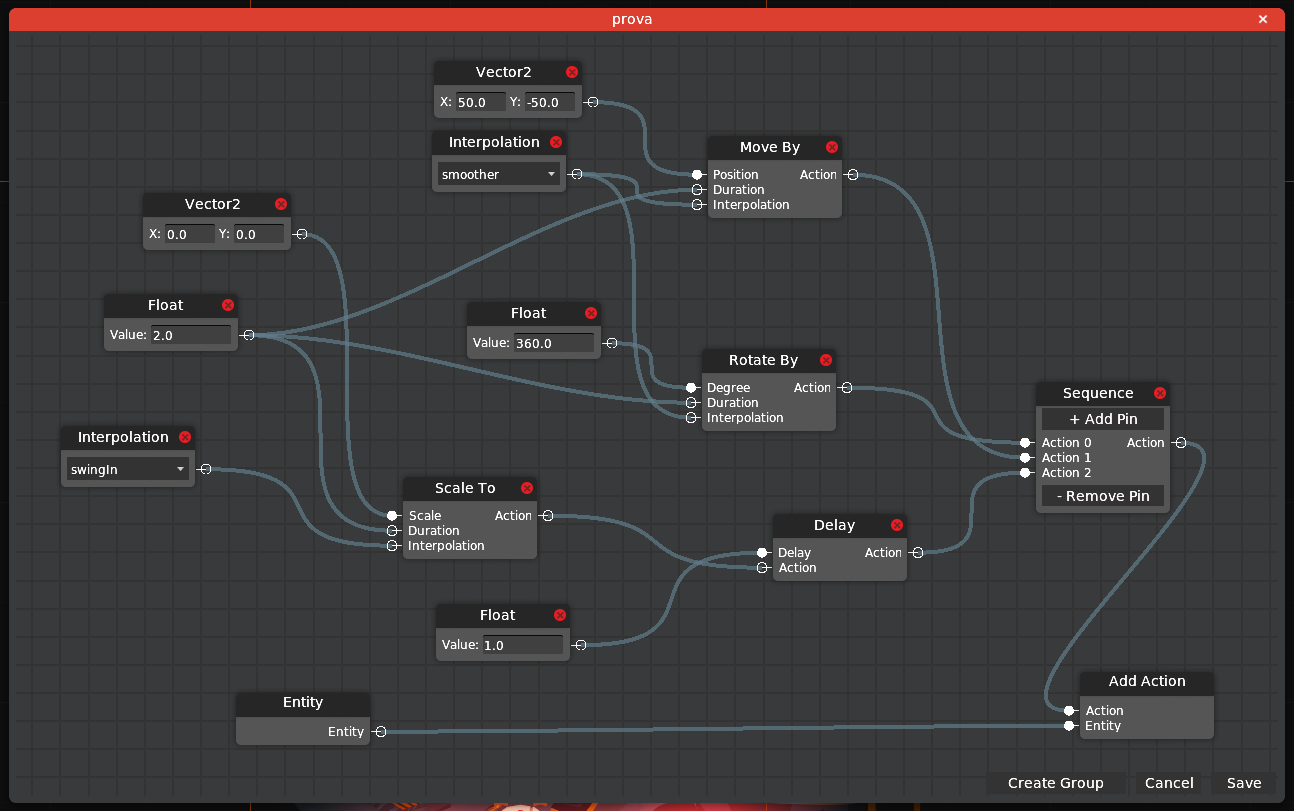 prova
Vector2
X: 50.0 Y: -50.0
Interpolation
smoother
Move By
Position Action
Duration
Interpolation
Vector2
X: 0.0 Y: 0.0
Float
Value: 2.0
Float
Value: 360.0
Rotate By
Degree Action
Duration
Interpolation
Sequence
+ Add Pin
Action 0 Action
Action 1
Action 2
- Remove Pin
Interpolation
swingIn
Scale To
Scale Action
Duration
Interpolation
Delay
Delay Action
Action
Float
Value: 1.0
Entity
Entity
Add Action
Action
Entity
Create Group Cancel Save